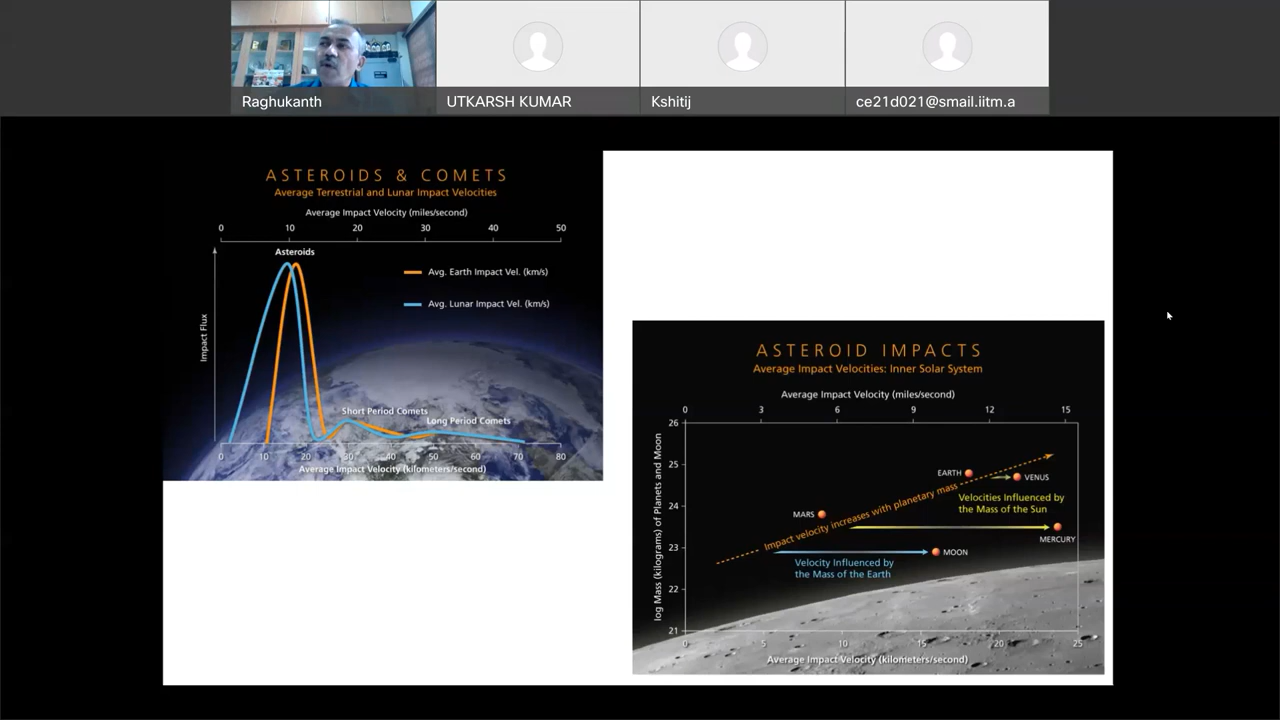 Raghukanth
UTKARSH KUMAR
Kshitij
ce21d021@smail.iitm.a
ASTEROIDS & COMETS
Average Terrestrial and Lunar Impact Velocities
Average Impact Velocity (miles/second)
0 10 20 30 40 50
Asteroids
Avg. Earth Impact Vel. (km/s)
Avg. Lunar Impact Vel. (km/s)
Impact Flux
Short Period Comets
Long Period Comets
0 10 20 30 40 50 60 70 80
Average Impact Velocity (kilometers/second)
ASTEROID IMPACTS
Average Impact Velocities: Inner Solar System
Average Impact Velocity (miles/second)
0 3 6 9 12 15
26
25
24
23
22
21
log Mass (kilograms) of Planets and Moon
EARTH
VENUS
Velocities Influenced by
the Mass of the Sun
MARS
Impact velocity increases with planetary mass
MERCURY
MOON
Velocity Influenced by
the Mass of the Earth
0 5 10 15 20 25
Average Impact Velocity (kilometers/second)